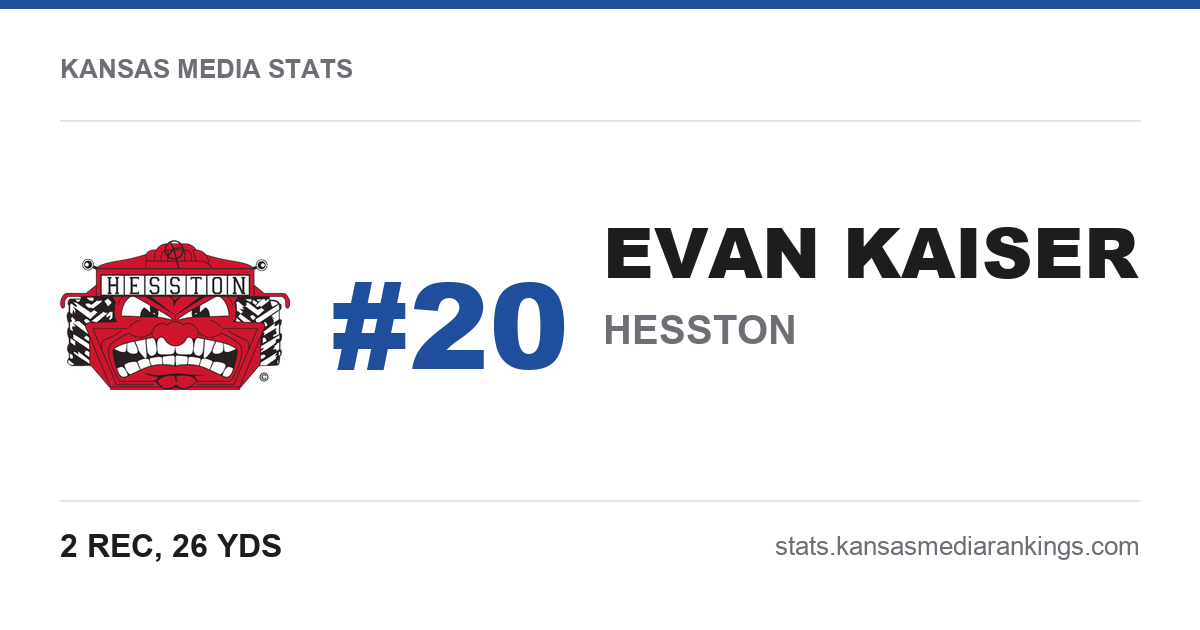 KANSAS MEDIA STATS
HESSTON
©
#20
EVAN KAISER
HESSTON
2 REC, 26 YDS
stats.kansasmediarankings.com